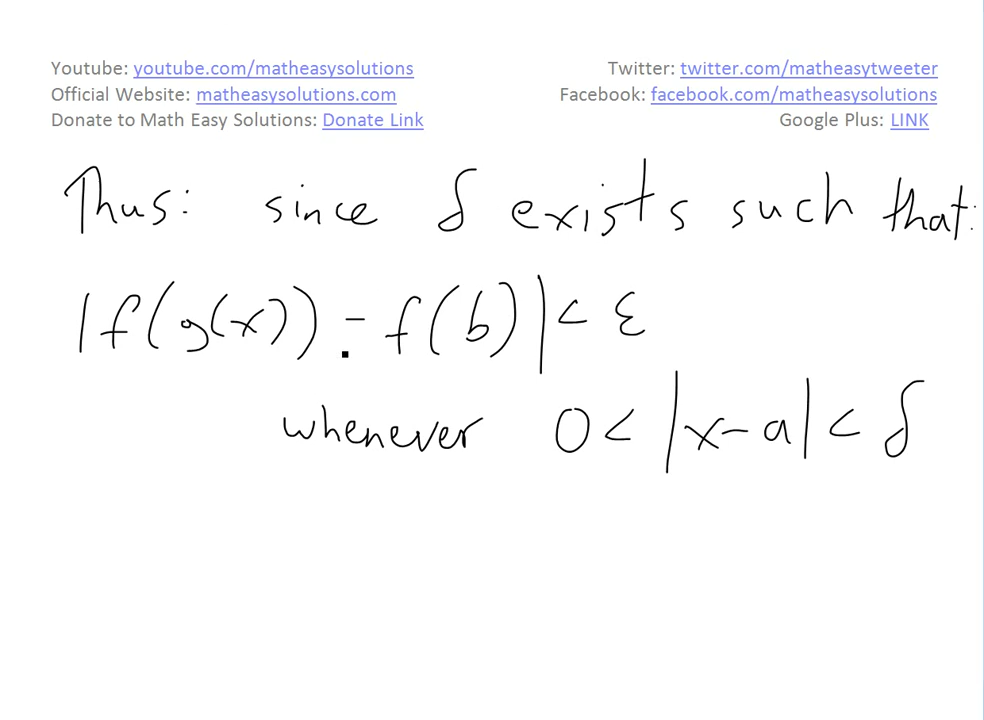 Youtube: youtube.com/matheasysolutions
Twitter: twitter.com/matheasytweeter
Official Website: matheasysolutions.com
Facebook: facebook.com/matheasysolutions
Donate to Math Easy Solutions: Donate Link
Google Plus: LINK
Thus: since δ exists such that:
|f(g(x)) - f(b)| < ε
whenever 0 < |x - a| < δ